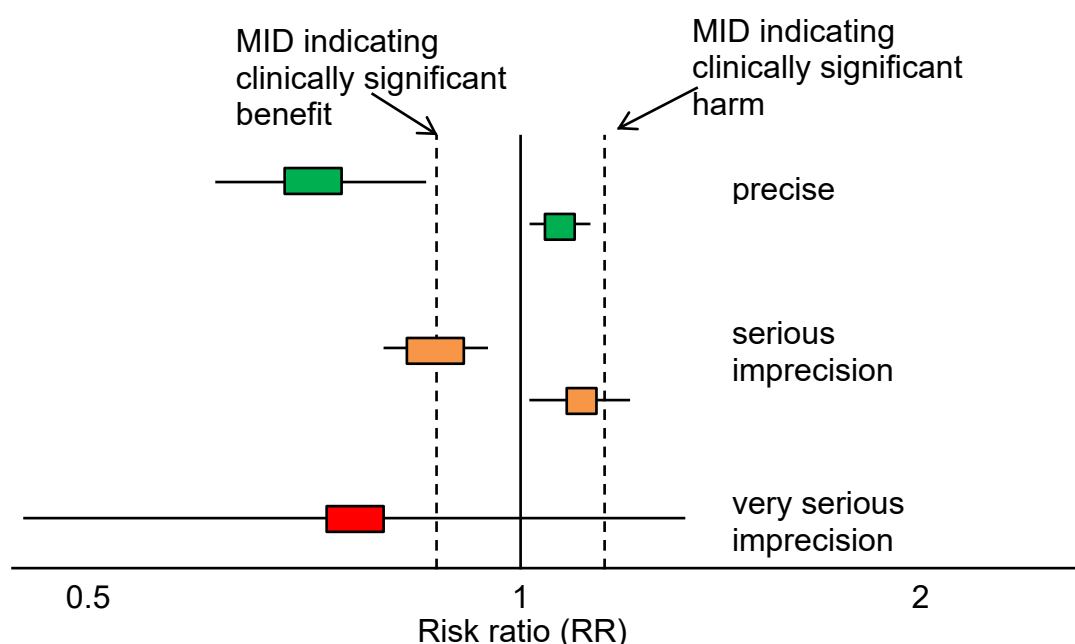 MID indicating
clinically significant
benefit
MID indicating
clinically significant
harm
precise
serious
imprecision
very serious
imprecision
0.5
1
2
Risk ratio (RR)